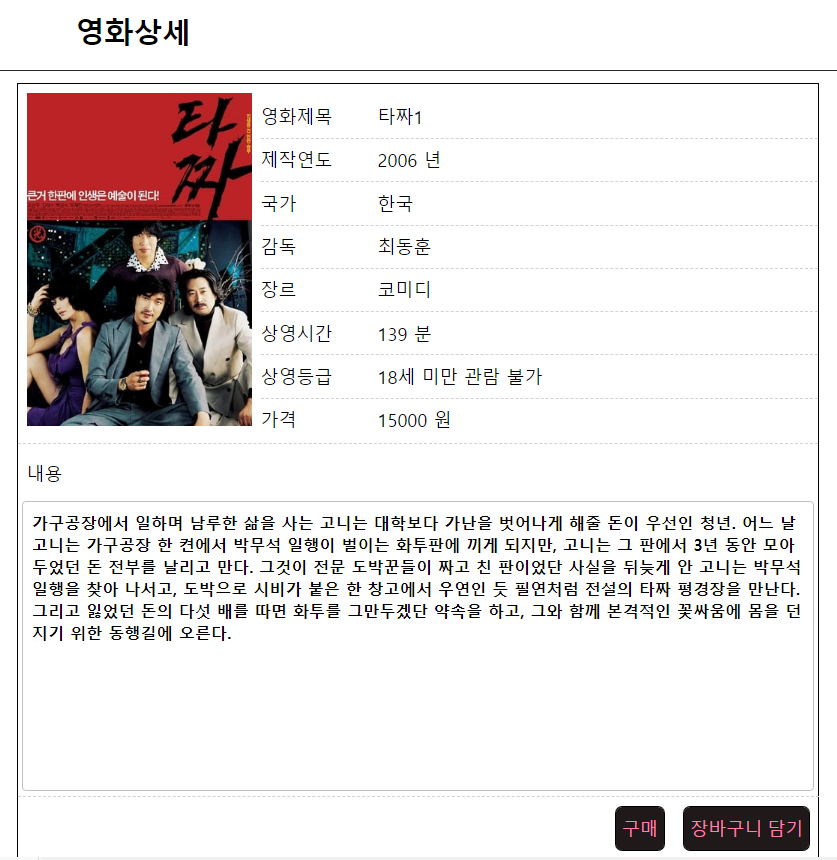 영화상세
타짜
큰거 한판에 인생은 예술이 된다!
영화제목 타짜1
제작연도 2006 년
국가 한국
감독 최동훈
장르 코미디
상영시간 139 분
상영등급 18세 미만 관람 불가
가격 15000 원
내용
가구공장에서 일하며 남루한 삶을 사는 고니는 대학보다 가난을 벗어나게 해줄 돈이 우선인 청년. 어느 날
고니는 가구공장 한 켠에서 박무석 일행이 벌이는 화투판에 끼게 되지만, 고니는 그 판에서 3년 동안 모아
두었던 돈 전부를 날리고 만다. 그것이 전문 도박꾼들이 짜고 친 판이었단 사실을 뒤늦게 안 고니는 박무석
일행을 찾아 나서고, 도박으로 시비가 붙은 한 창고에서 우연인 듯 필연처럼 전설의 타짜 평경장을 만난다.
그리고 잃었던 돈의 다섯 배를 따면 화투를 그만두겠단 약속을 하고, 그와 함께 본격적인 꽃싸움에 몸을 던
지기 위한 동행길에 오른다.
구매 장바구니 담기